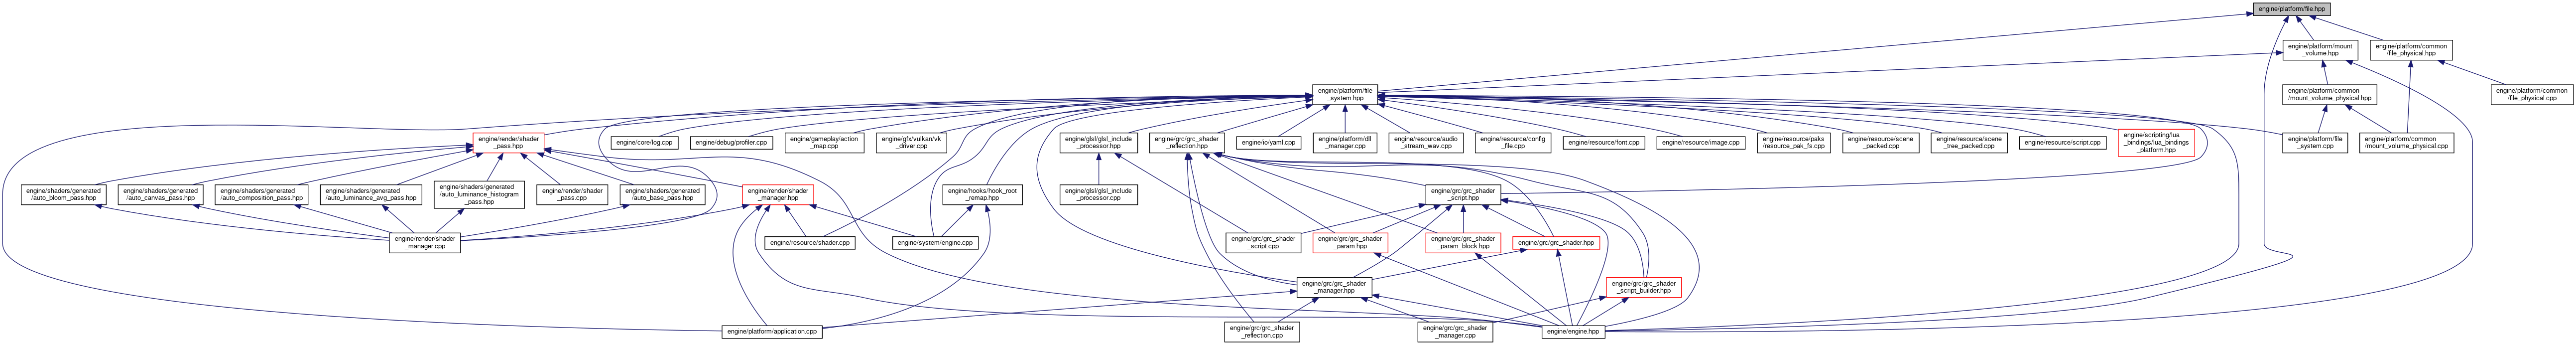 engine/platform/file.hpp
engine/platform/mount
_volume.hpp
engine/platform/common
/file_physical.hpp
engine/platform/file
_system.hpp
engine/platform/common
/mount_volume_physical.hpp
engine/platform/common
/file_physical.cpp
engine/render/shader
_pass.hpp
engine/core/log.cpp
engine/debug/profiler.cpp
engine/gameplay/action
_map.cpp
engine/gfx/vulkan/vk
_driver.cpp
engine/glsl/glsl_include
_processor.hpp
engine/grc/grc_shader
_reflection.hpp
engine/io/yaml.cpp
engine/platform/dll
_manager.cpp
engine/resource/audio
_stream_wav.cpp
engine/resource/config
_file.cpp
engine/resource/font.cpp
engine/resource/image.cpp
engine/resource/paks
/resource_pak_fs.cpp
engine/resource/scene
_packed.cpp
engine/resource/scene
_tree_packed.cpp
engine/resource/script.cpp
engine/scripting/lua
_bindings/lua_bindings
_platform.hpp
engine/platform/file
_system.cpp
engine/platform/common
/mount_volume_physical.cpp
engine/shaders/generated
/auto_bloom_pass.hpp
engine/shaders/generated
/auto_canvas_pass.hpp
engine/shaders/generated
/auto_composition_pass.hpp
engine/shaders/generated
/auto_luminance_avg_pass.hpp
engine/shaders/generated
/auto_luminance_histogram
_pass.hpp
engine/render/shader
_pass.cpp
engine/shaders/generated
/auto_base_pass.hpp
engine/render/shader
_manager.hpp
engine/hooks/hook_root
_remap.hpp
engine/glsl/glsl_include
_processor.cpp
engine/grc/grc_shader
_script.hpp
engine/render/shader
_manager.cpp
engine/resource/shader.cpp
engine/system/engine.cpp
engine/grc/grc_shader
_script.cpp
engine/grc/grc_shader
_param.hpp
engine/grc/grc_shader
_param_block.hpp
engine/grc/grc_shader.hpp
engine/grc/grc_shader
_manager.hpp
engine/grc/grc_shader
_script_builder.hpp
engine/platform/application.cpp
engine/grc/grc_shader
_reflection.cpp
engine/grc/grc_shader
_manager.cpp
engine/engine.hpp